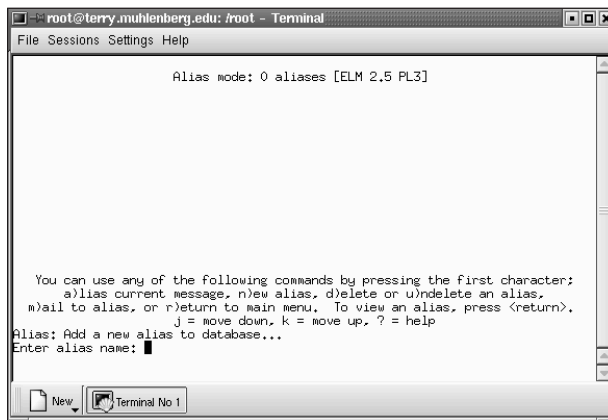 root@terry.muhlenberg.edu: /root - Terminal
File Sessions Settings Help
Alias mode: 0 aliases [ELM 2.5 PL3]
You can use any of the following commands by pressing the first character;
a)lias current message, n)ew alias, d)elete or u)ndelete an alias,
m)ail to alias, or r)eturn to main menu.  To view an alias, press <return>.
j = move down, k = move up, ? = help
Alias: Add a new alias to database...
Enter alias name:
New
Terminal No 1